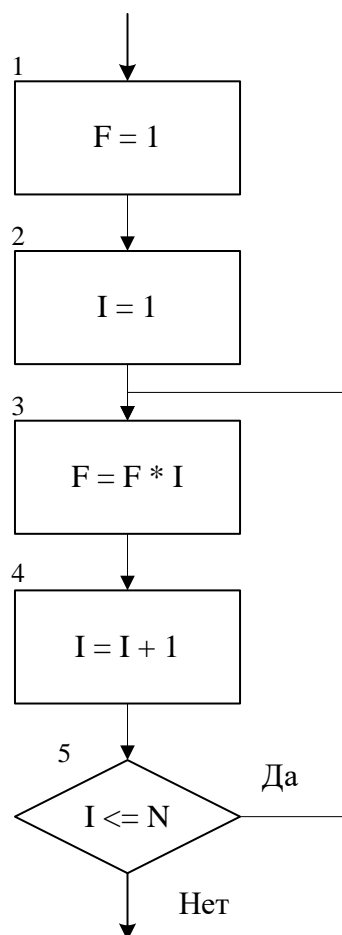 1
F = 1
2
I = 1
3
F = F * I
4
I = I + 1
5
I <= N
Да
Нет